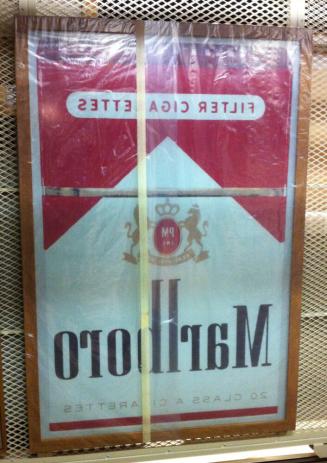 FILTER CIGARETTES
PM
Marlboro
20 CLASS A CIGARETTES